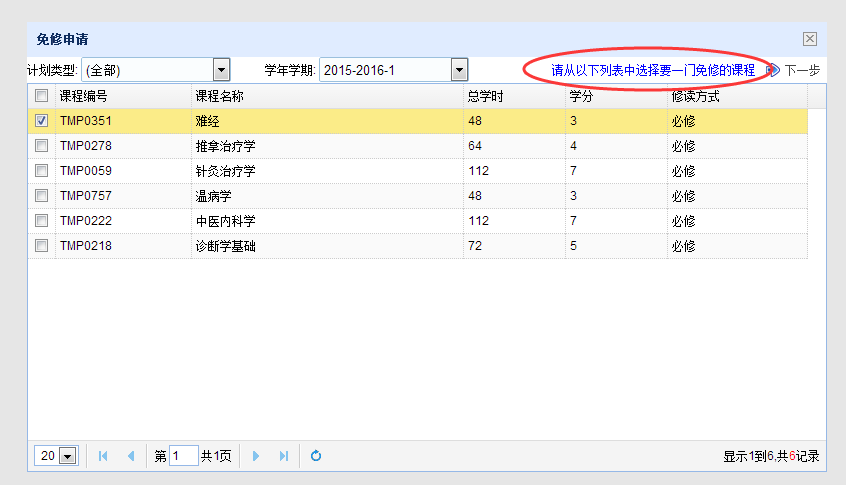 免修申请
计划类型: (全部) 学年学期: 2015-2016-1 请从以下列表中选择要一门免修的课程 下一步
课程编号 课程名称 总学时 学分 修读方式
TMP0351 难经 48 3 必修
TMP0278 推拿治疗学 64 4 必修
TMP0059 针灸治疗学 112 7 必修
TMP0757 温病学 48 3 必修
TMP0222 中医内科学 112 7 必修
TMP0218 诊断学基础 72 5 必修
20 第 1 共1页 显示1到6,共6记录